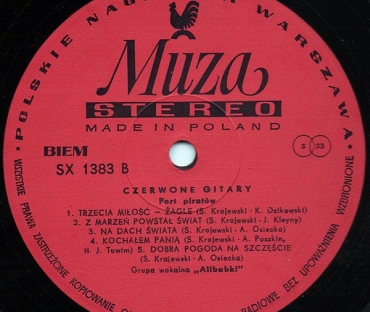 POLSKIE NAGRANIA WARSZAWA
Muza
STEREO
MADE IN POLAND
BIEM
SX 1383 B
S 33
CZERWONE GITARY
Port piratów
1. TRZECIA MIŁOŚĆ — ŻAGLE (S. Krajewski - K. Dzikowski)
2. Z MARZEŃ POWSTAŁ ŚWIAT (S. Krajewski - J. Kleyny)
3. NA DACH ŚWIATA (S. Krajewski - A. Osiecka)
4. KOCHAŁEM PANIĄ (S. Krajewski - A. Puszkin,
H. J. Tuwim) 5. DOBRA POGODA NA SZCZĘŚCIE
(S. Krajewski - A. Osiecka)
Grupa wokalna „Alibabki"
WSZELKIE PRAWA ZASTRZEŻONE KOPIOWANIE RADIOWE BEZ UPOWAŻNIENIA WZBRONIONE